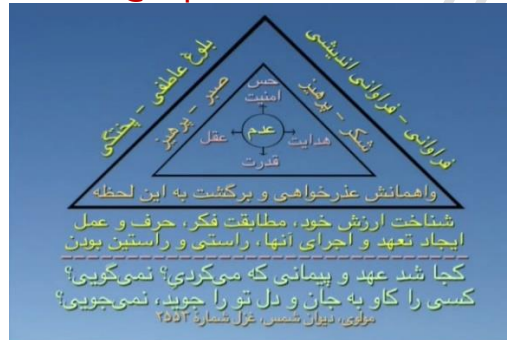 بلوغ عاطفی - پختگی
فراوانی - فراوانی اندیشی
صبر - پرهیز
شکر - پرهیز
حس
امنیت
عقل
عدم
هدایت
قدرت
واهمانش عذرخواهی و برگشت به این لحظه
شناخت ارزش خود، مطابقت فکر، حرف و عمل
ایجاد تعهد و اجرای آنها، راستی و راستین بودن
کجا شد عهد و پیمانی که می‌کردی؟ نمی‌گویی؟
کسی را کاو به جان و دل تو را جوید، نمی‌جویی؟
مولوی، دیوان شمس، غزل شمارهٔ ۲۵۵۳